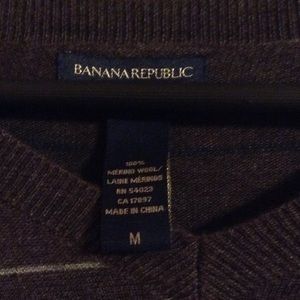 BANANA REPUBLIC
100%
MERINO WOOL/
LAINE MERINOS
RN 54023
CA 17897
MADE IN CHINA
M